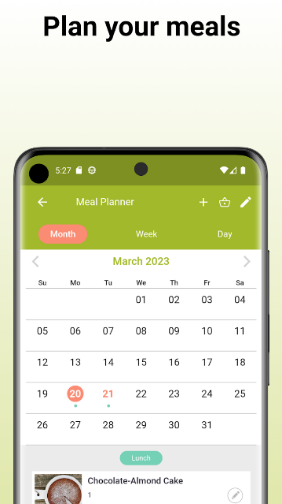 Plan your meals
5:27
Meal Planner
Month Week Day
March 2023
Su Mo Tu We Th Fr Sa
01 02 03 04
05 06 07 08 09 10 11
12 13 14 15 16 17 18
19 20 21 22 23 24 25
26 27 28 29 30 31
Lunch
Chocolate-Almond Cake
1